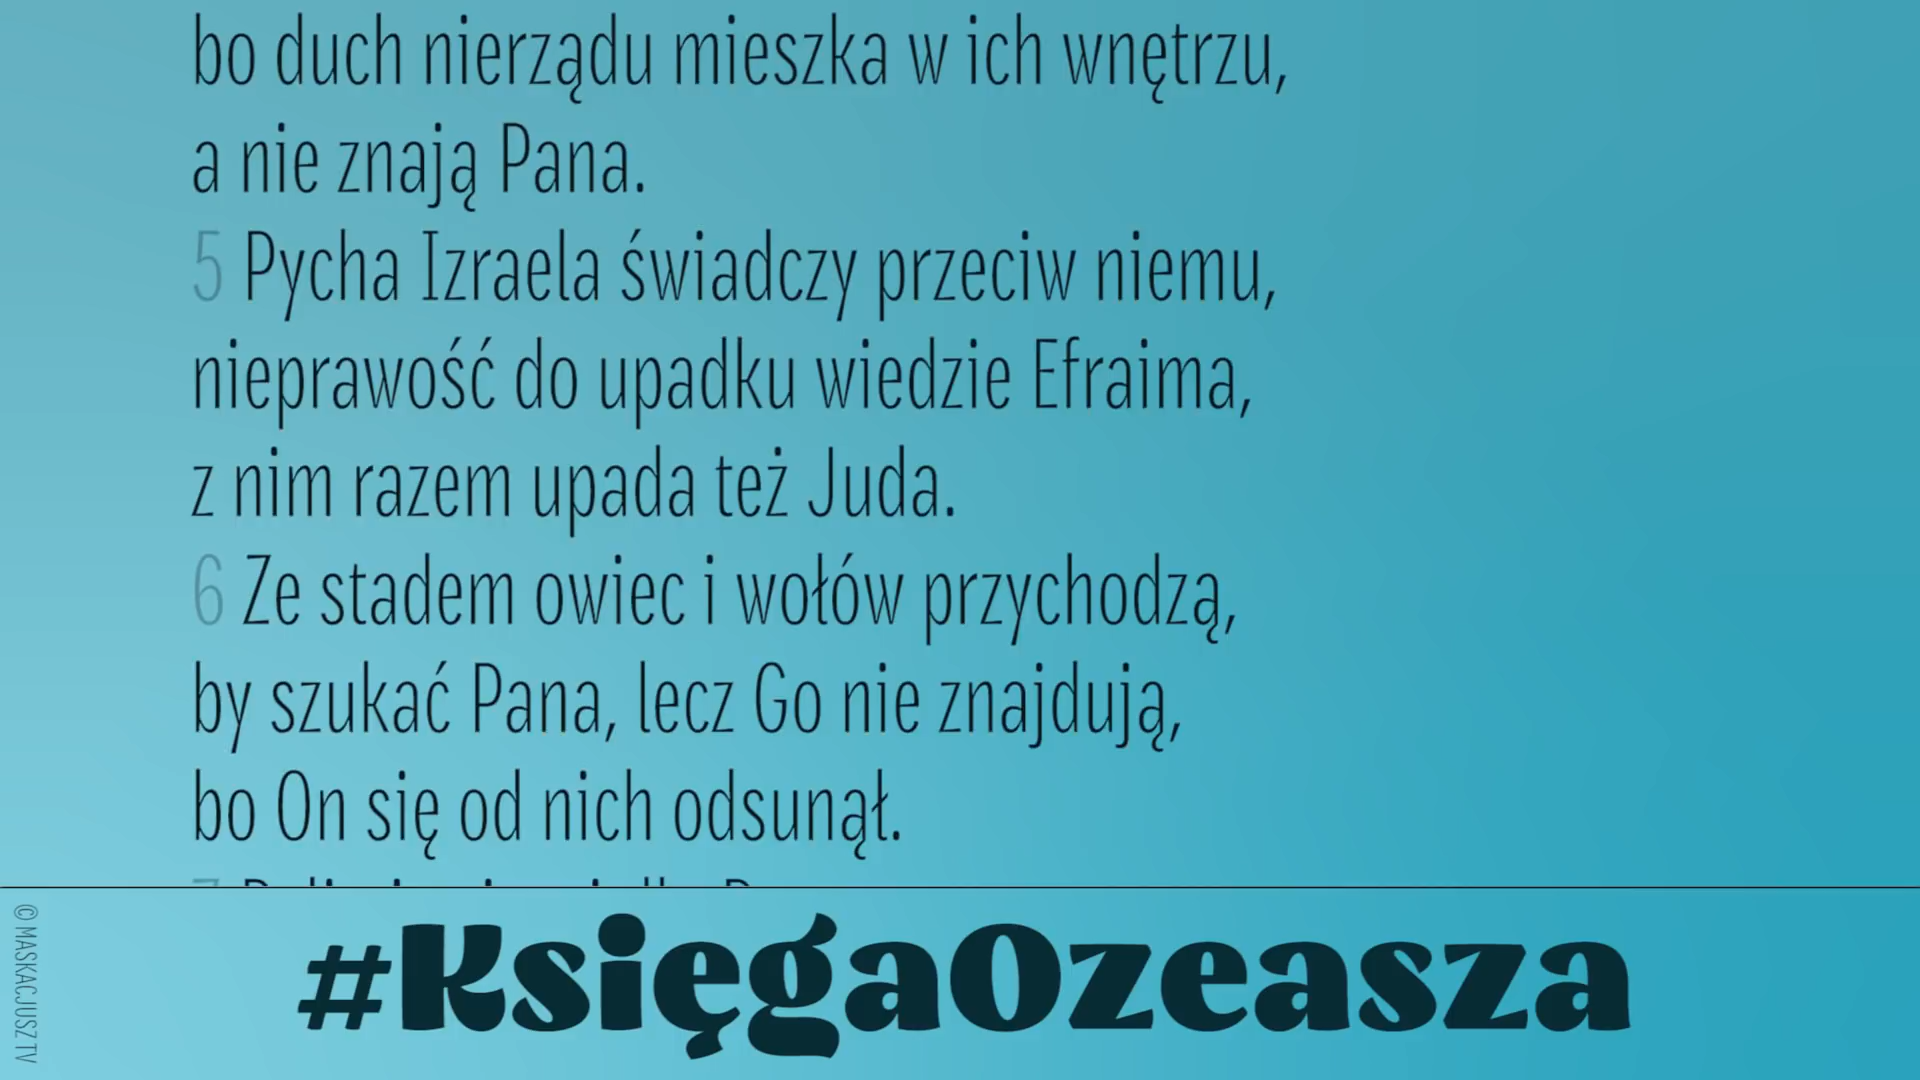 bo duch nierządu mieszka w ich wnętrzu,
a nie znają Pana.
5 Pycha Izraela świadczy przeciw niemu,
nieprawość do upadku wiedzie Efraima,
z nim razem upada też Juda.
6 Ze stadem owiec i wołów przychodzą,
by szukać Pana, lecz Go nie znajdują,
bo On się od nich odsunął.
#KsięgaOzeasza
© MASKACJUSZ TV